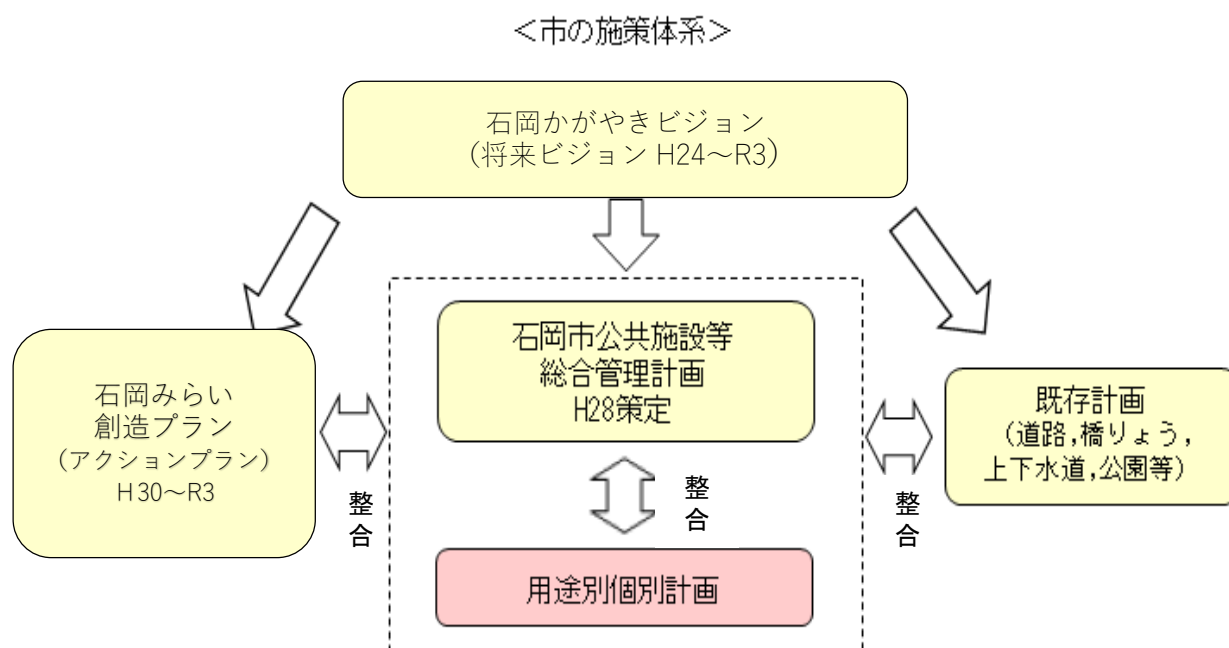 ＜市の施策体系＞
石岡かがやきビジョン
（将来ビジョン H24～R3）
石岡市公共施設等
総合管理計画
H28策定
石岡みらい
創造プラン
（アクションプラン）
H30～R3
既存計画
（道路,橋りょう,
上下水道,公園等）
整合
整合
整合
用途別個別計画